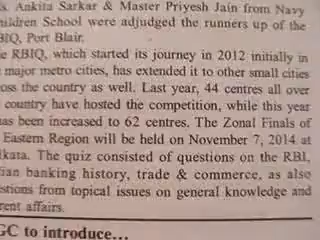 s. Ankita Sarkar & Master Priyesh Jain from Navy
ildren School were adjudged the runners up of the
BIQ, Port Blair.
e RBIQ, which started its journey in 2012 initially in
major metro cities, has extended it to other small cities
oss the country as well. Last year, 44 centres all over
country have hosted the competition, while this year
as been increased to 62 centres. The Zonal Finals of
Eastern Region will be held on November 7, 2014 at
lkata. The quiz consisted of questions on the RBI,
ian banking history, trade & commerce, as also
estions from topical issues on general knowledge and
rent affairs.
GC to introduce...